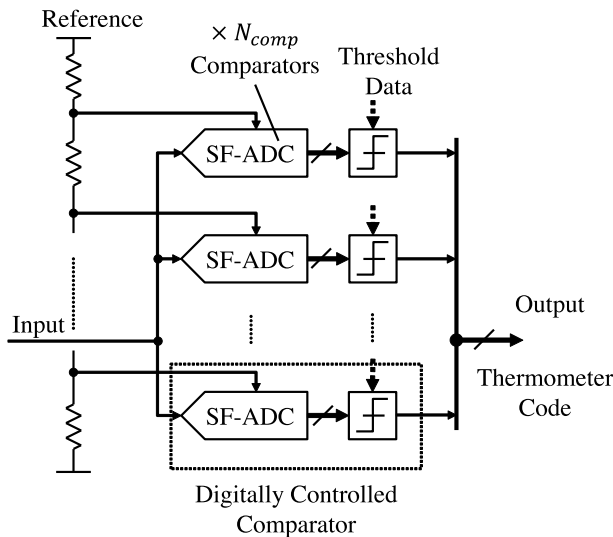 Reference
× N_comp
Comparators
Threshold
Data
SF-ADC
SF-ADC
Input
Output
Thermometer
Code
SF-ADC
Digitally Controlled
Comparator